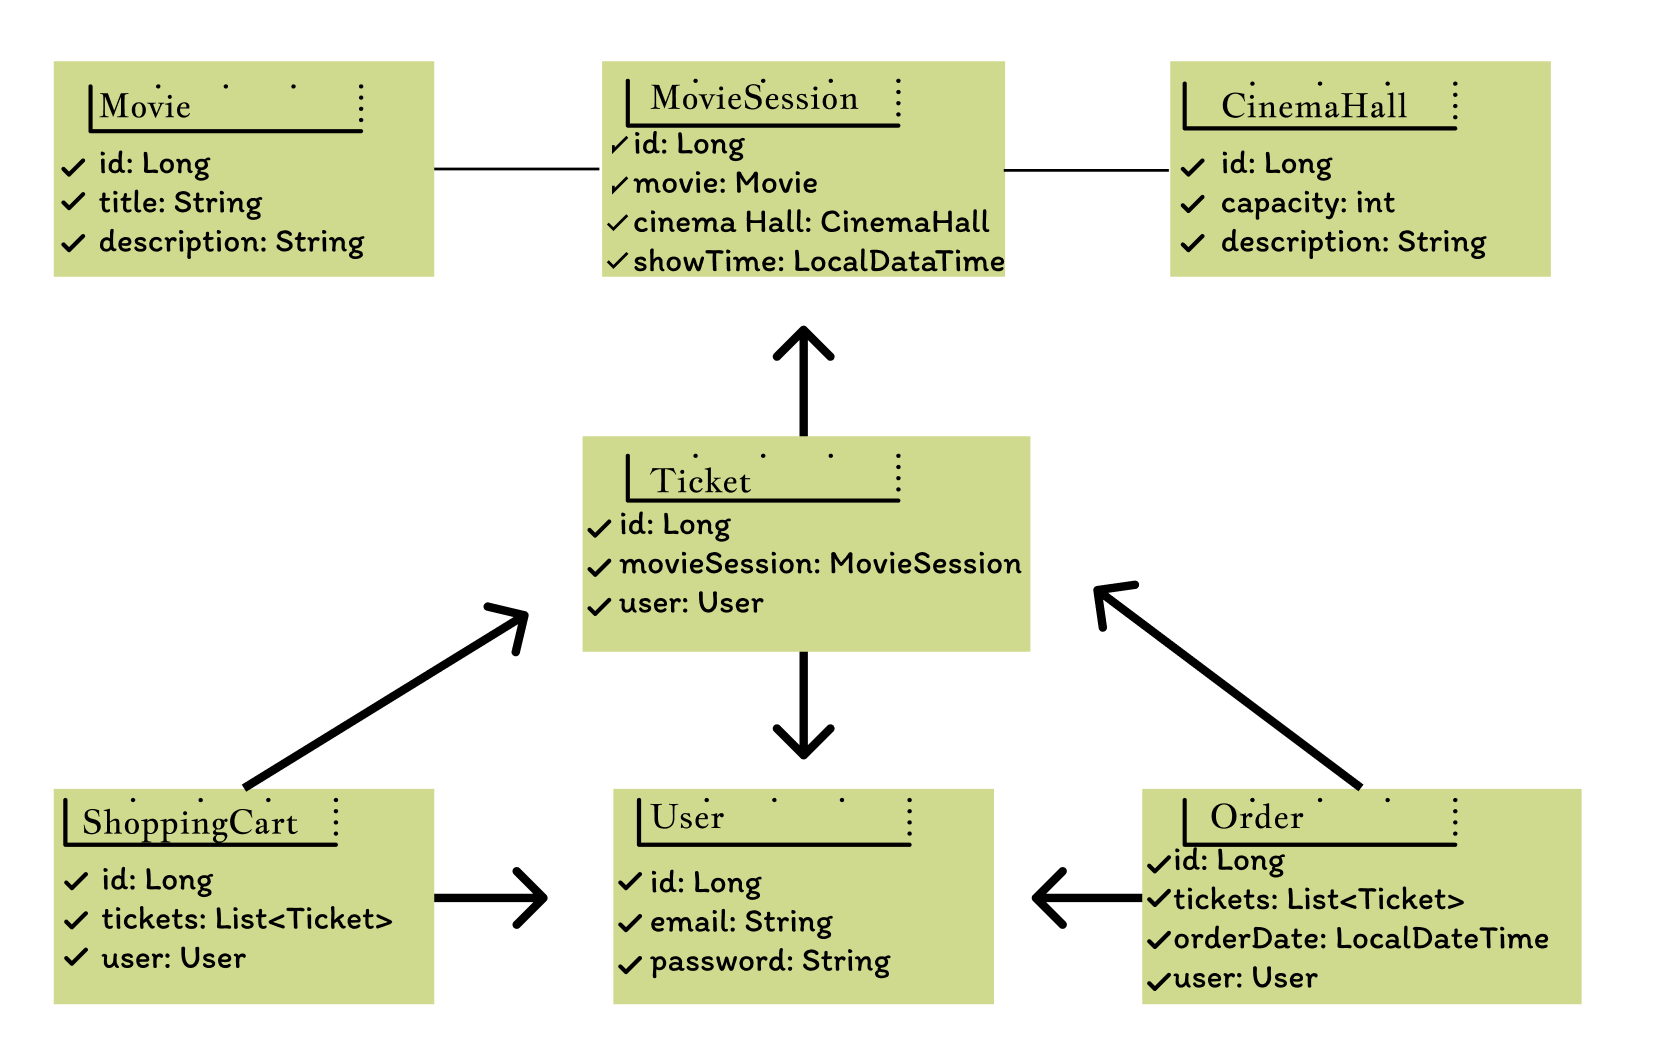 Movie
id: Long
title: String
description: String
MovieSession
id: Long
movie: Movie
cinema Hall: CinemaHall
showTime: LocalDataTime
CinemaHall
id: Long
capacity: int
description: String
Ticket
id: Long
movieSession: MovieSession
user: User
ShoppingCart
id: Long
tickets: List<Ticket>
user: User
User
id: Long
email: String
password: String
Order
id: Long
tickets: List<Ticket>
orderDate: LocalDateTime
user: User